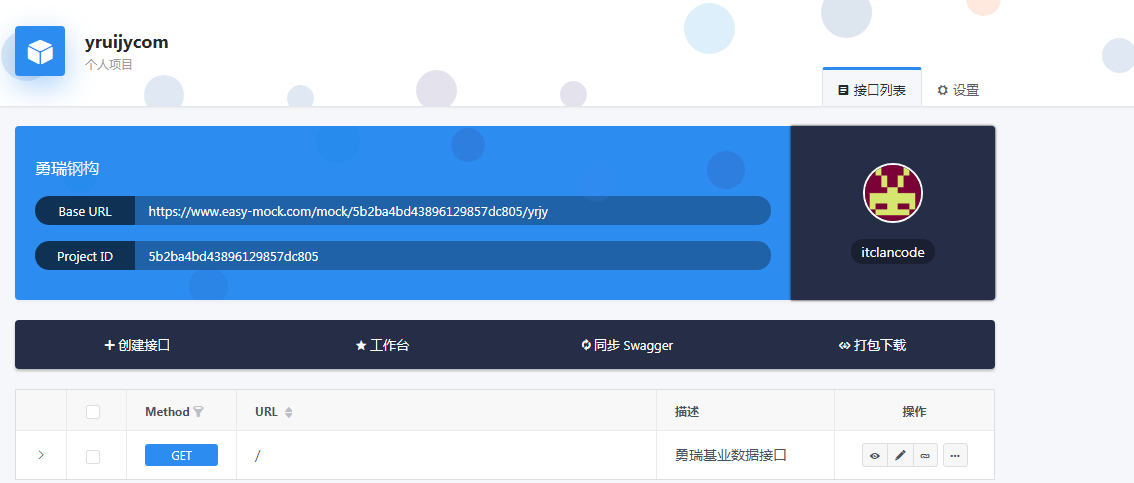 yruijycom
个人项目
接口列表 设置
勇瑞钢构
Base URL https://www.easy-mock.com/mock/5b2ba4bd43896129857dc805/yrjy
Project ID 5b2ba4bd43896129857dc805
itclancode
创建接口 工作台 同步 Swagger 打包下载
Method URL 描述 操作
GET / 勇瑞基业数据接口